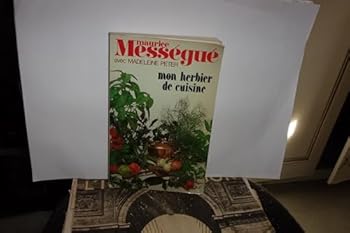 maurice
Mességué
avec MADELEINE PETER
mon herbier
de cuisine